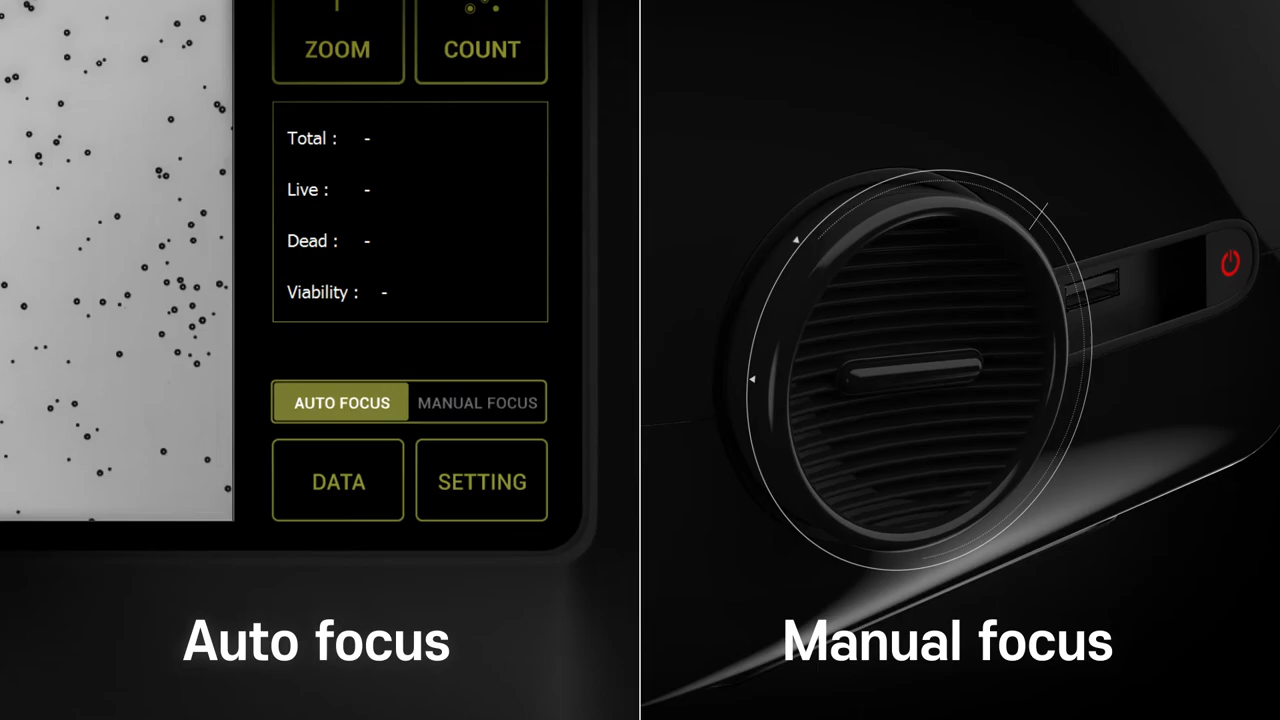 ZOOM COUNT
Total : -
Live : -
Dead : -
Viability : -
AUTO FOCUS MANUAL FOCUS
DATA SETTING
Auto focus
Manual focus